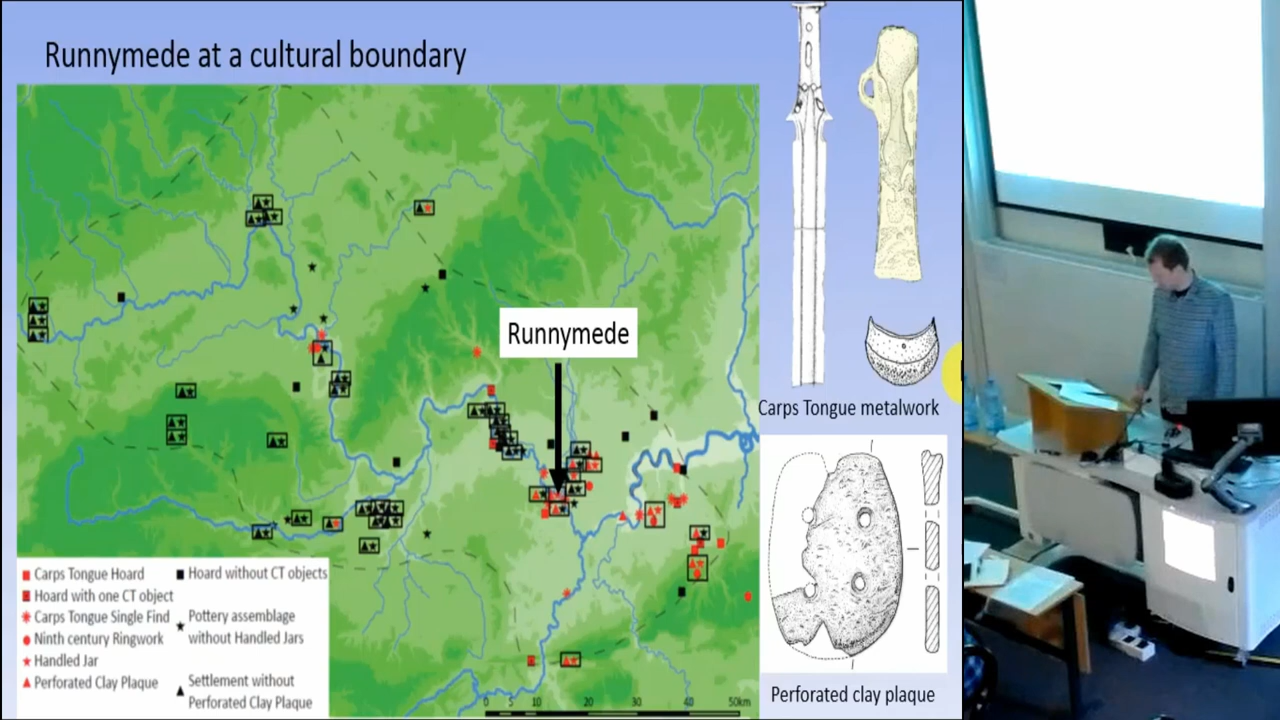 Runnymede at a cultural boundary
Runnymede
Carps Tongue metalwork
Perforated clay plaque
Carps Tongue Hoard
Hoard with one CT object
Carps Tongue Single Find
Ninth century Ringwork
Handled Jar
Perforated Clay Plaque
Hoard without CT objects
Pottery assemblage
without Handled Jars
Settlement without
Perforated Clay Plaque
0 5 10 20 30 40 50km